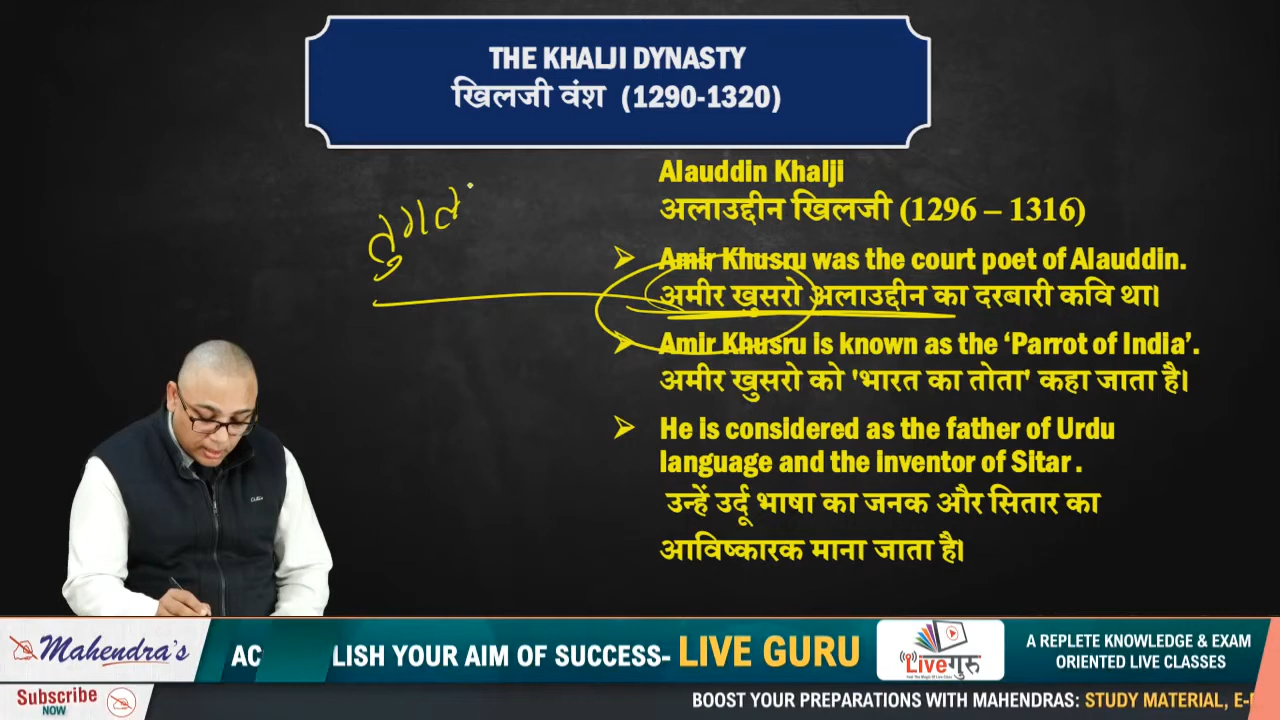 THE KHALJI DYNASTY
खिलजी वंश (1290-1320)
Alauddin Khalji
अलाउद्दीन खिलजी (1296 – 1316)
तुगल
➢ Amir Khusru was the court poet of Alauddin.
अमीर खुसरो अलाउद्दीन का दरबारी कवि था।
➢ Amir Khusru is known as the ‘Parrot of India’.
अमीर खुसरो को 'भारत का तोता' कहा जाता है।
➢ He is considered as the father of Urdu
language and the inventor of Sitar .
उन्हें उर्दू भाषा का जनक और सितार का
आविष्कारक माना जाता है।
Mahendra's
AC LISH YOUR AIM OF SUCCESS- LIVE GURU
Liveगुरु
A REPLETE KNOWLEDGE & EXAM
ORIENTED LIVE CLASSES
Subscribe
NOW
BOOST YOUR PREPARATIONS WITH MAHENDRAS: STUDY MATERIAL, E-